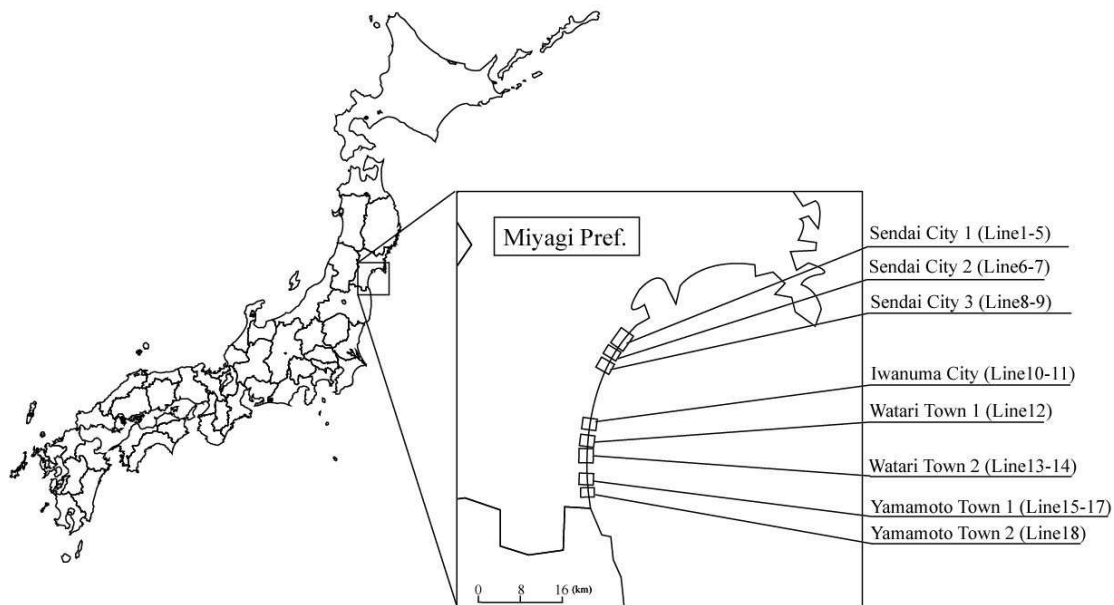 Miyagi Pref.
Sendai City 1 (Line1-5)
Sendai City 2 (Line6-7)
Sendai City 3 (Line8-9)
Iwanuma City (Line10-11)
Watari Town 1 (Line12)
Watari Town 2 (Line13-14)
Yamamoto Town 1 (Line15-17)
Yamamoto Town 2 (Line18)
0 8 16 (km)